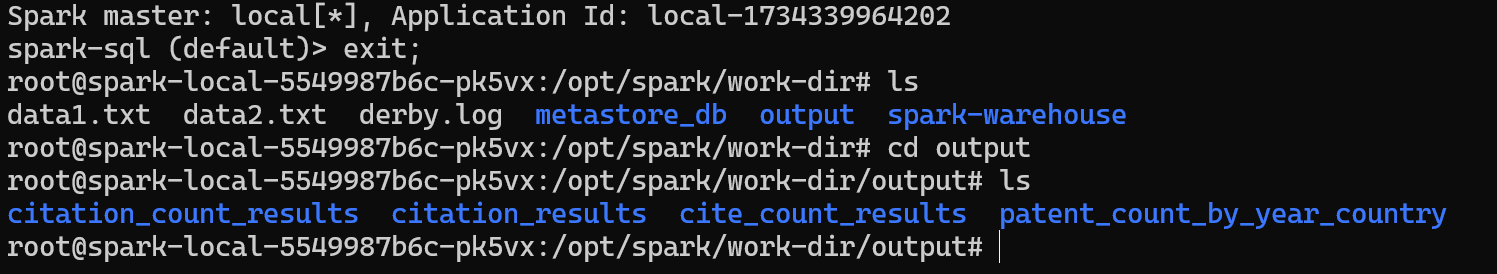 Spark master: local[*], Application Id: local-1734339964202
spark-sql (default)> exit;
root@spark-local-5549987b6c-pk5vx:/opt/spark/work-dir# ls
data1.txt  data2.txt  derby.log  metastore_db  output  spark-warehouse
root@spark-local-5549987b6c-pk5vx:/opt/spark/work-dir# cd output
root@spark-local-5549987b6c-pk5vx:/opt/spark/work-dir/output# ls
citation_count_results  citation_results  cite_count_results  patent_count_by_year_country
root@spark-local-5549987b6c-pk5vx:/opt/spark/work-dir/output#